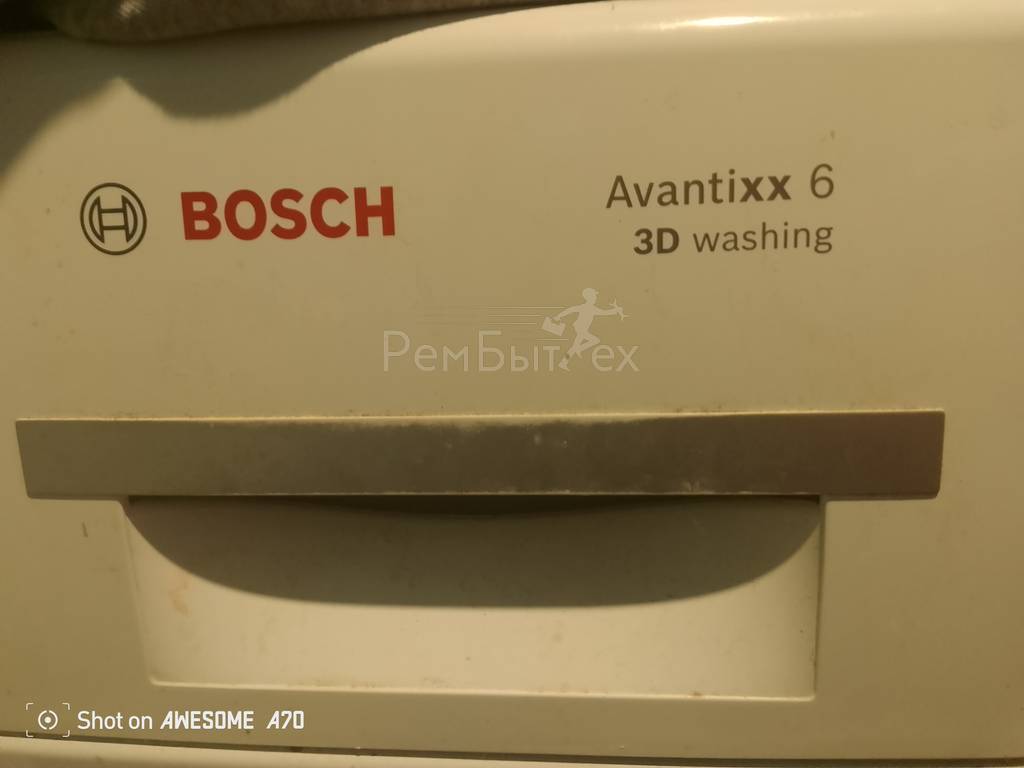 BOSCH
Avantixx 6
3D washing
РемБытТех
Shot on AWESOME A70